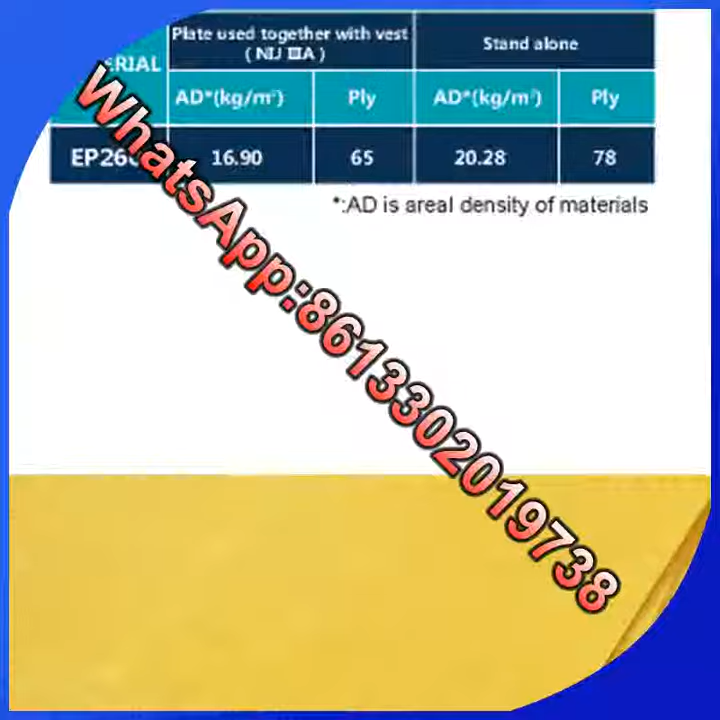 Plate used together with vest
( NIJ ⅢA )
Stand alone
ERIAL
AD*(kg/m²)
Ply
AD*(kg/m²)
Ply
16.90
65
20.28
78
*:AD is areal density of materials
WhatsApp:8613302019738